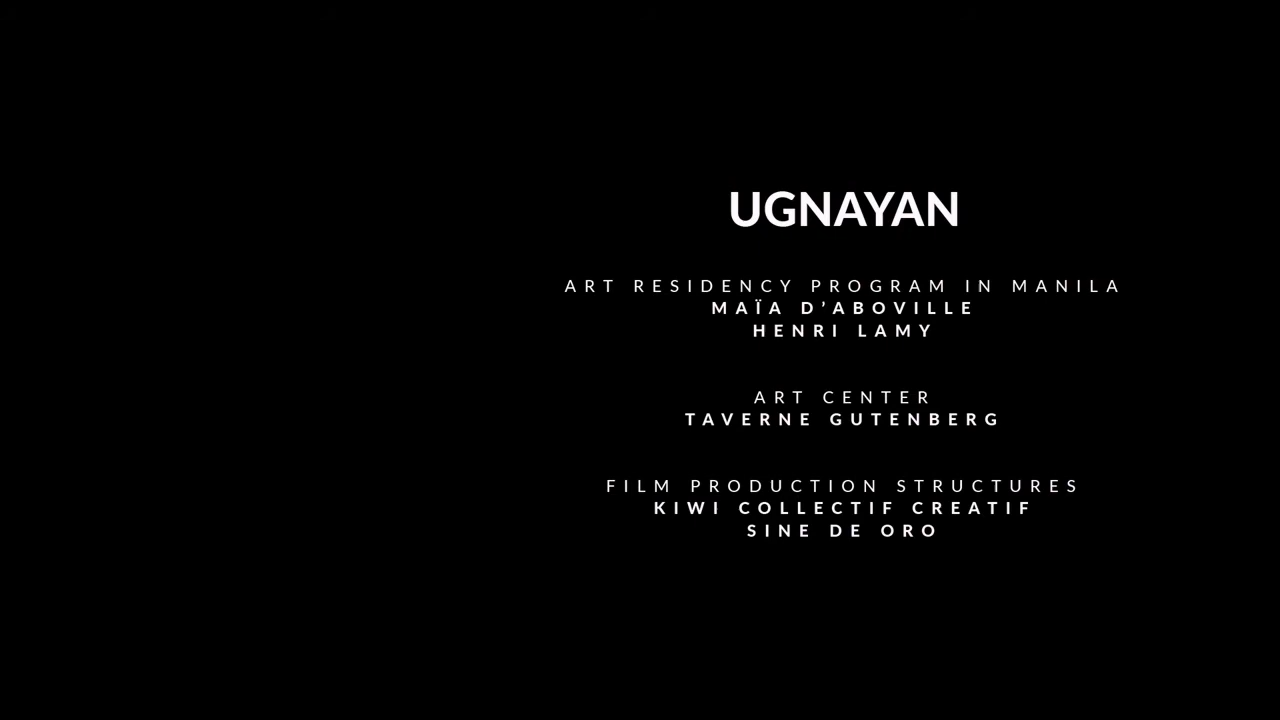 UGNAYAN
ART RESIDENCY PROGRAM IN MANILA
MAÏA D’ABOVILLE
HENRI LAMY
ART CENTER
TAVERNE GUTENBERG
FILM PRODUCTION STRUCTURES
KIWI COLLECTIF CREATIF
SINE DE ORO